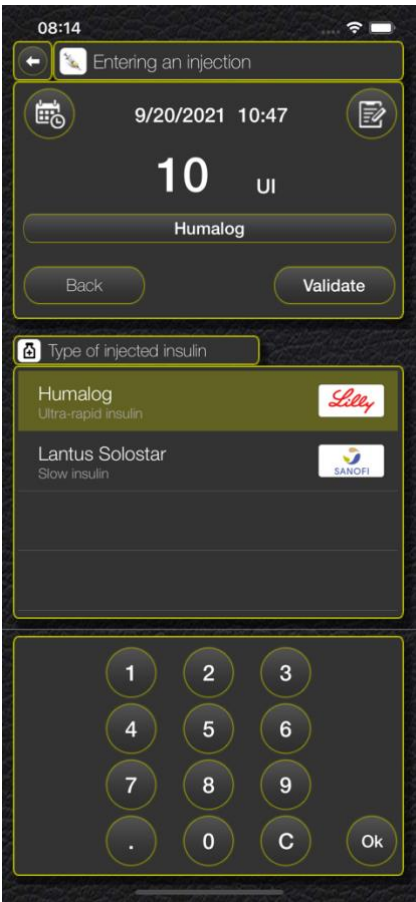 08:14
Entering an injection
9/20/2021 10:47
10 UI
Humalog
Back Validate
Type of injected insulin
Humalog
Ultra-rapid insulin
Lilly
Lantus Solostar
Slow insulin
SANOFI
1 2 3
4 5 6
7 8 9
. 0 C Ok